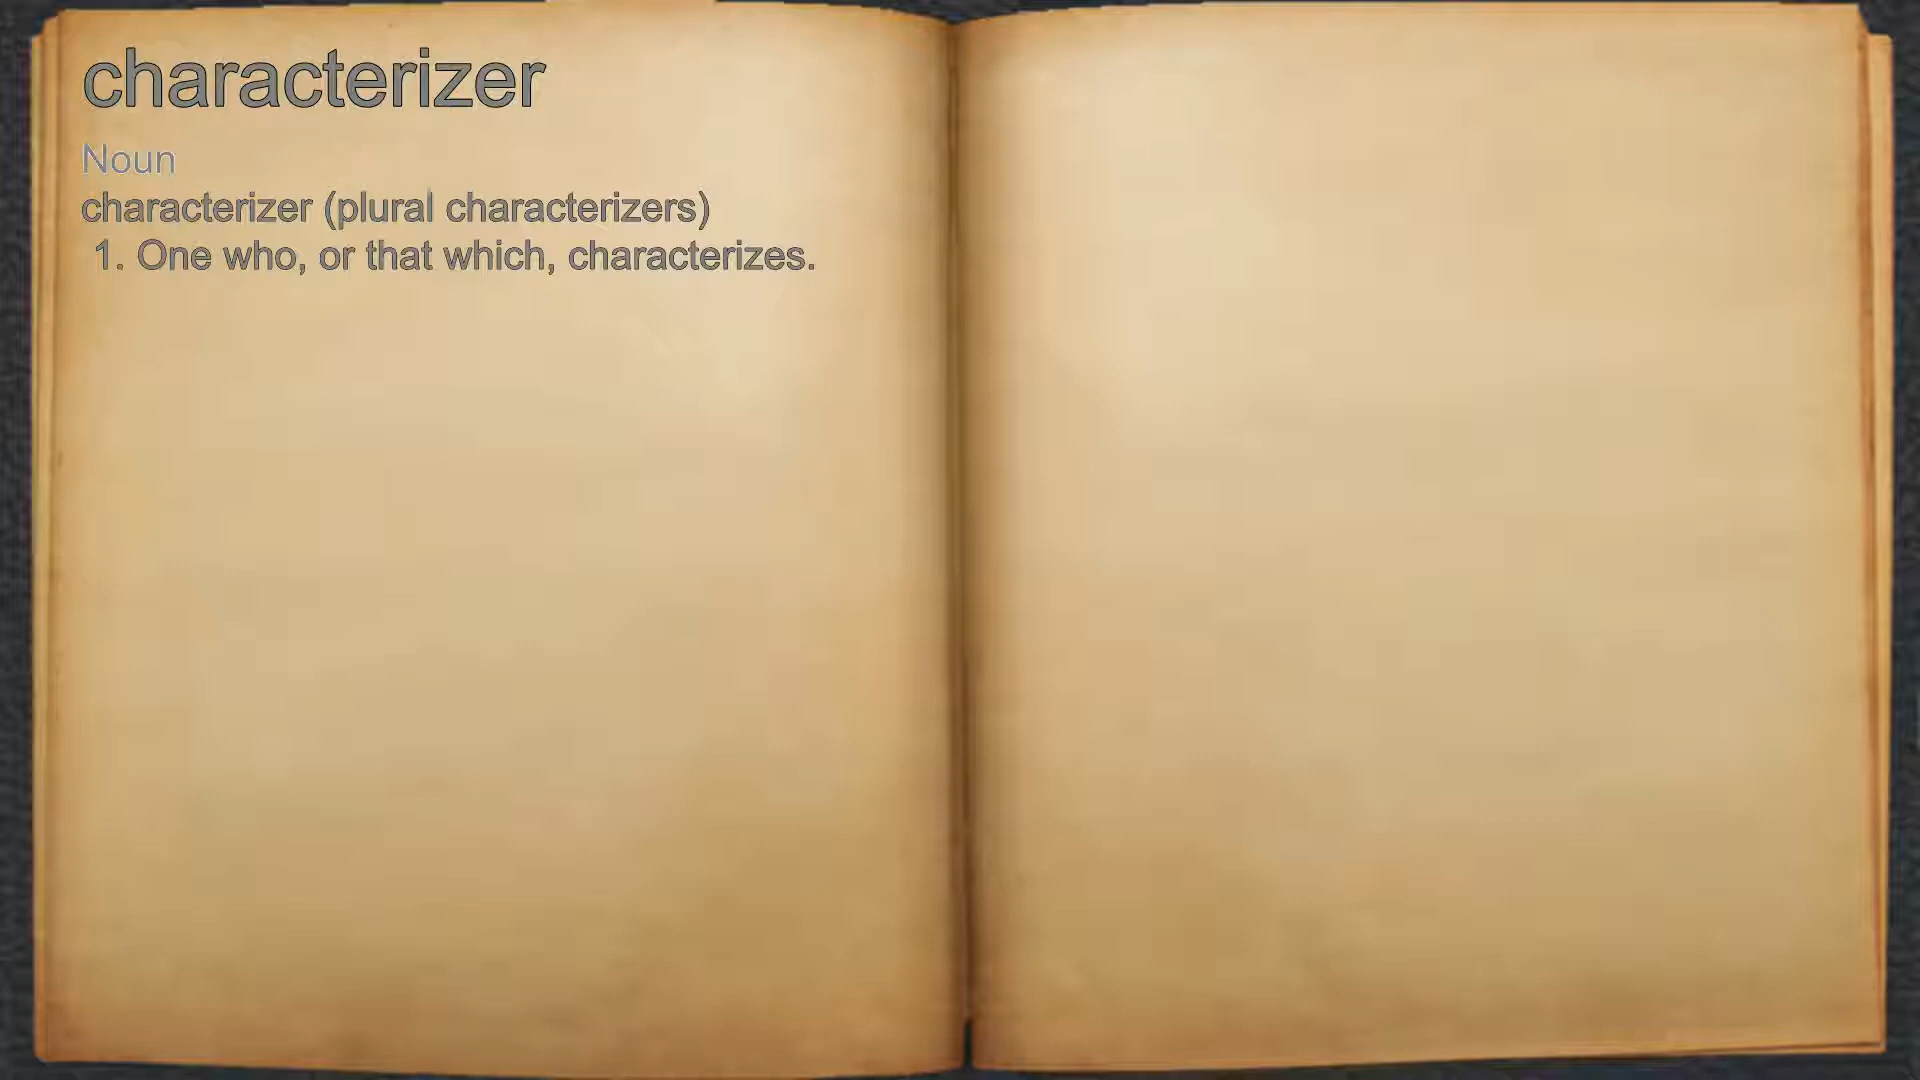 characterizer
Noun
characterizer (plural characterizers)
1. One who, or that which, characterizes.